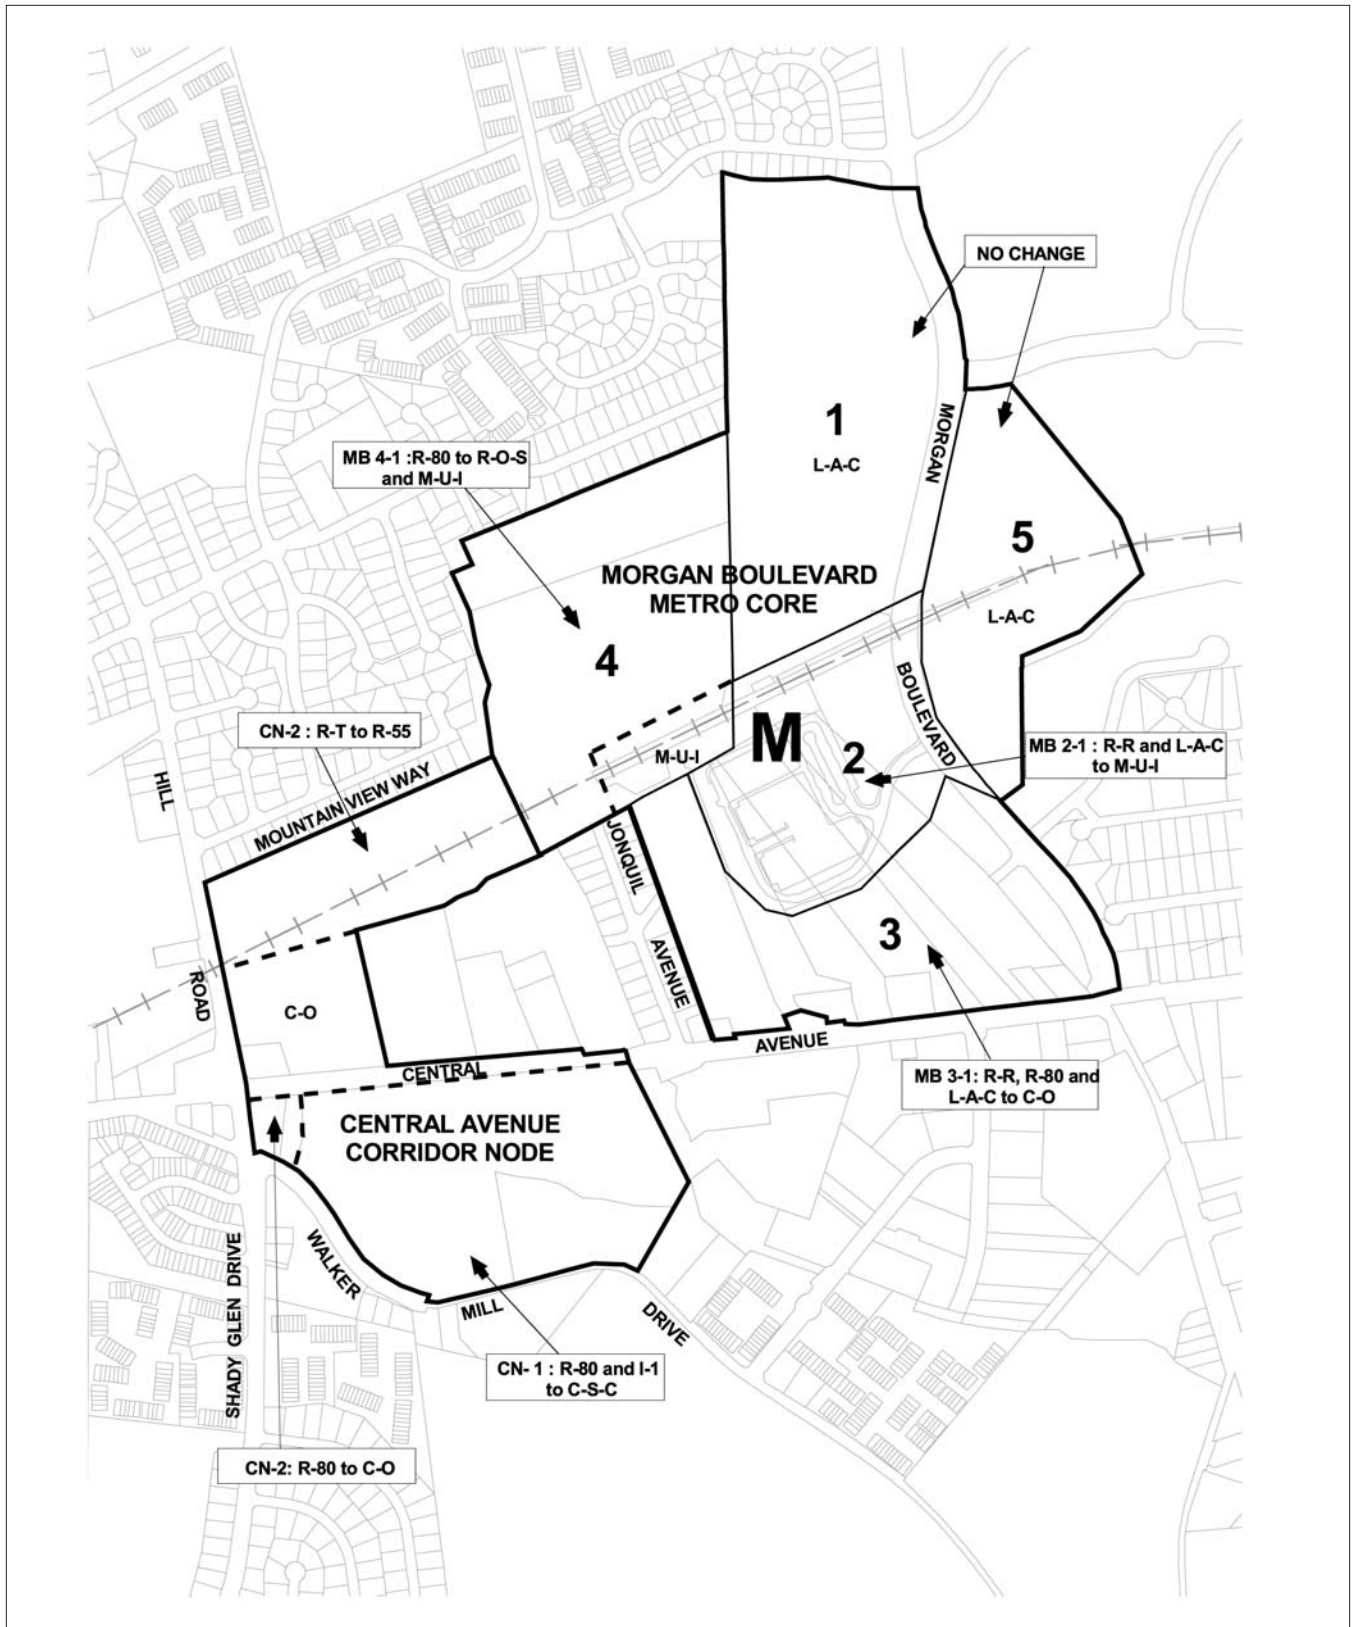 NO CHANGE
1
L-A-C
MORGAN
MB 4-1 :R-80 to R-O-S
and M-U-I
5
MORGAN BOULEVARD
METRO CORE
L-A-C
4
BOULEVARD
CN-2 : R-T to R-55
M
2
M-U-I
MB 2-1 : R-R and L-A-C
to M-U-I
HILL
MOUNTAIN VIEW WAY
JONQUIL
3
AVENUE
ROAD
C-O
AVENUE
CENTRAL
MB 3-1: R-R, R-80 and
L-A-C to C-O
CENTRAL AVENUE
CORRIDOR NODE
WALKER
SHADY GLEN DRIVE
MILL
DRIVE
CN- 1 : R-80 and I-1
to C-S-C
CN-2: R-80 to C-O